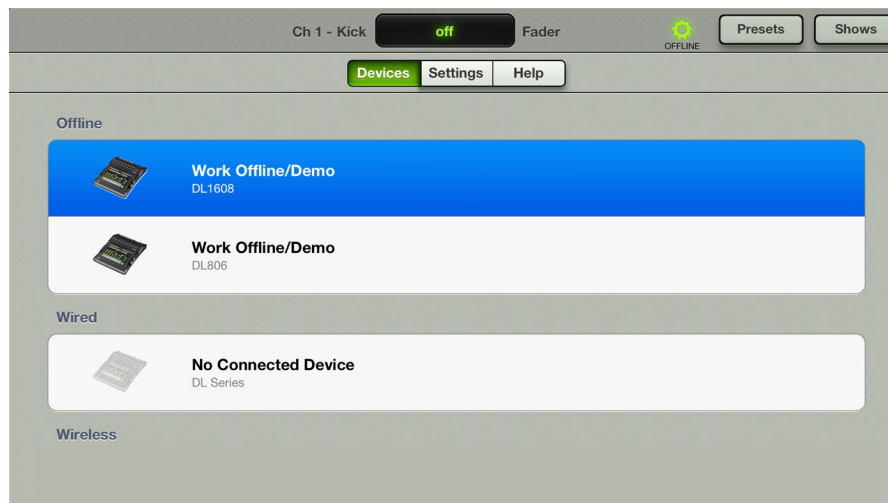 Ch 1 - Kick off Fader OFFLINE Presets Shows
Devices Settings Help
Offline
Work Offline/Demo
DL1608
Work Offline/Demo
DL806
Wired
No Connected Device
DL Series
Wireless